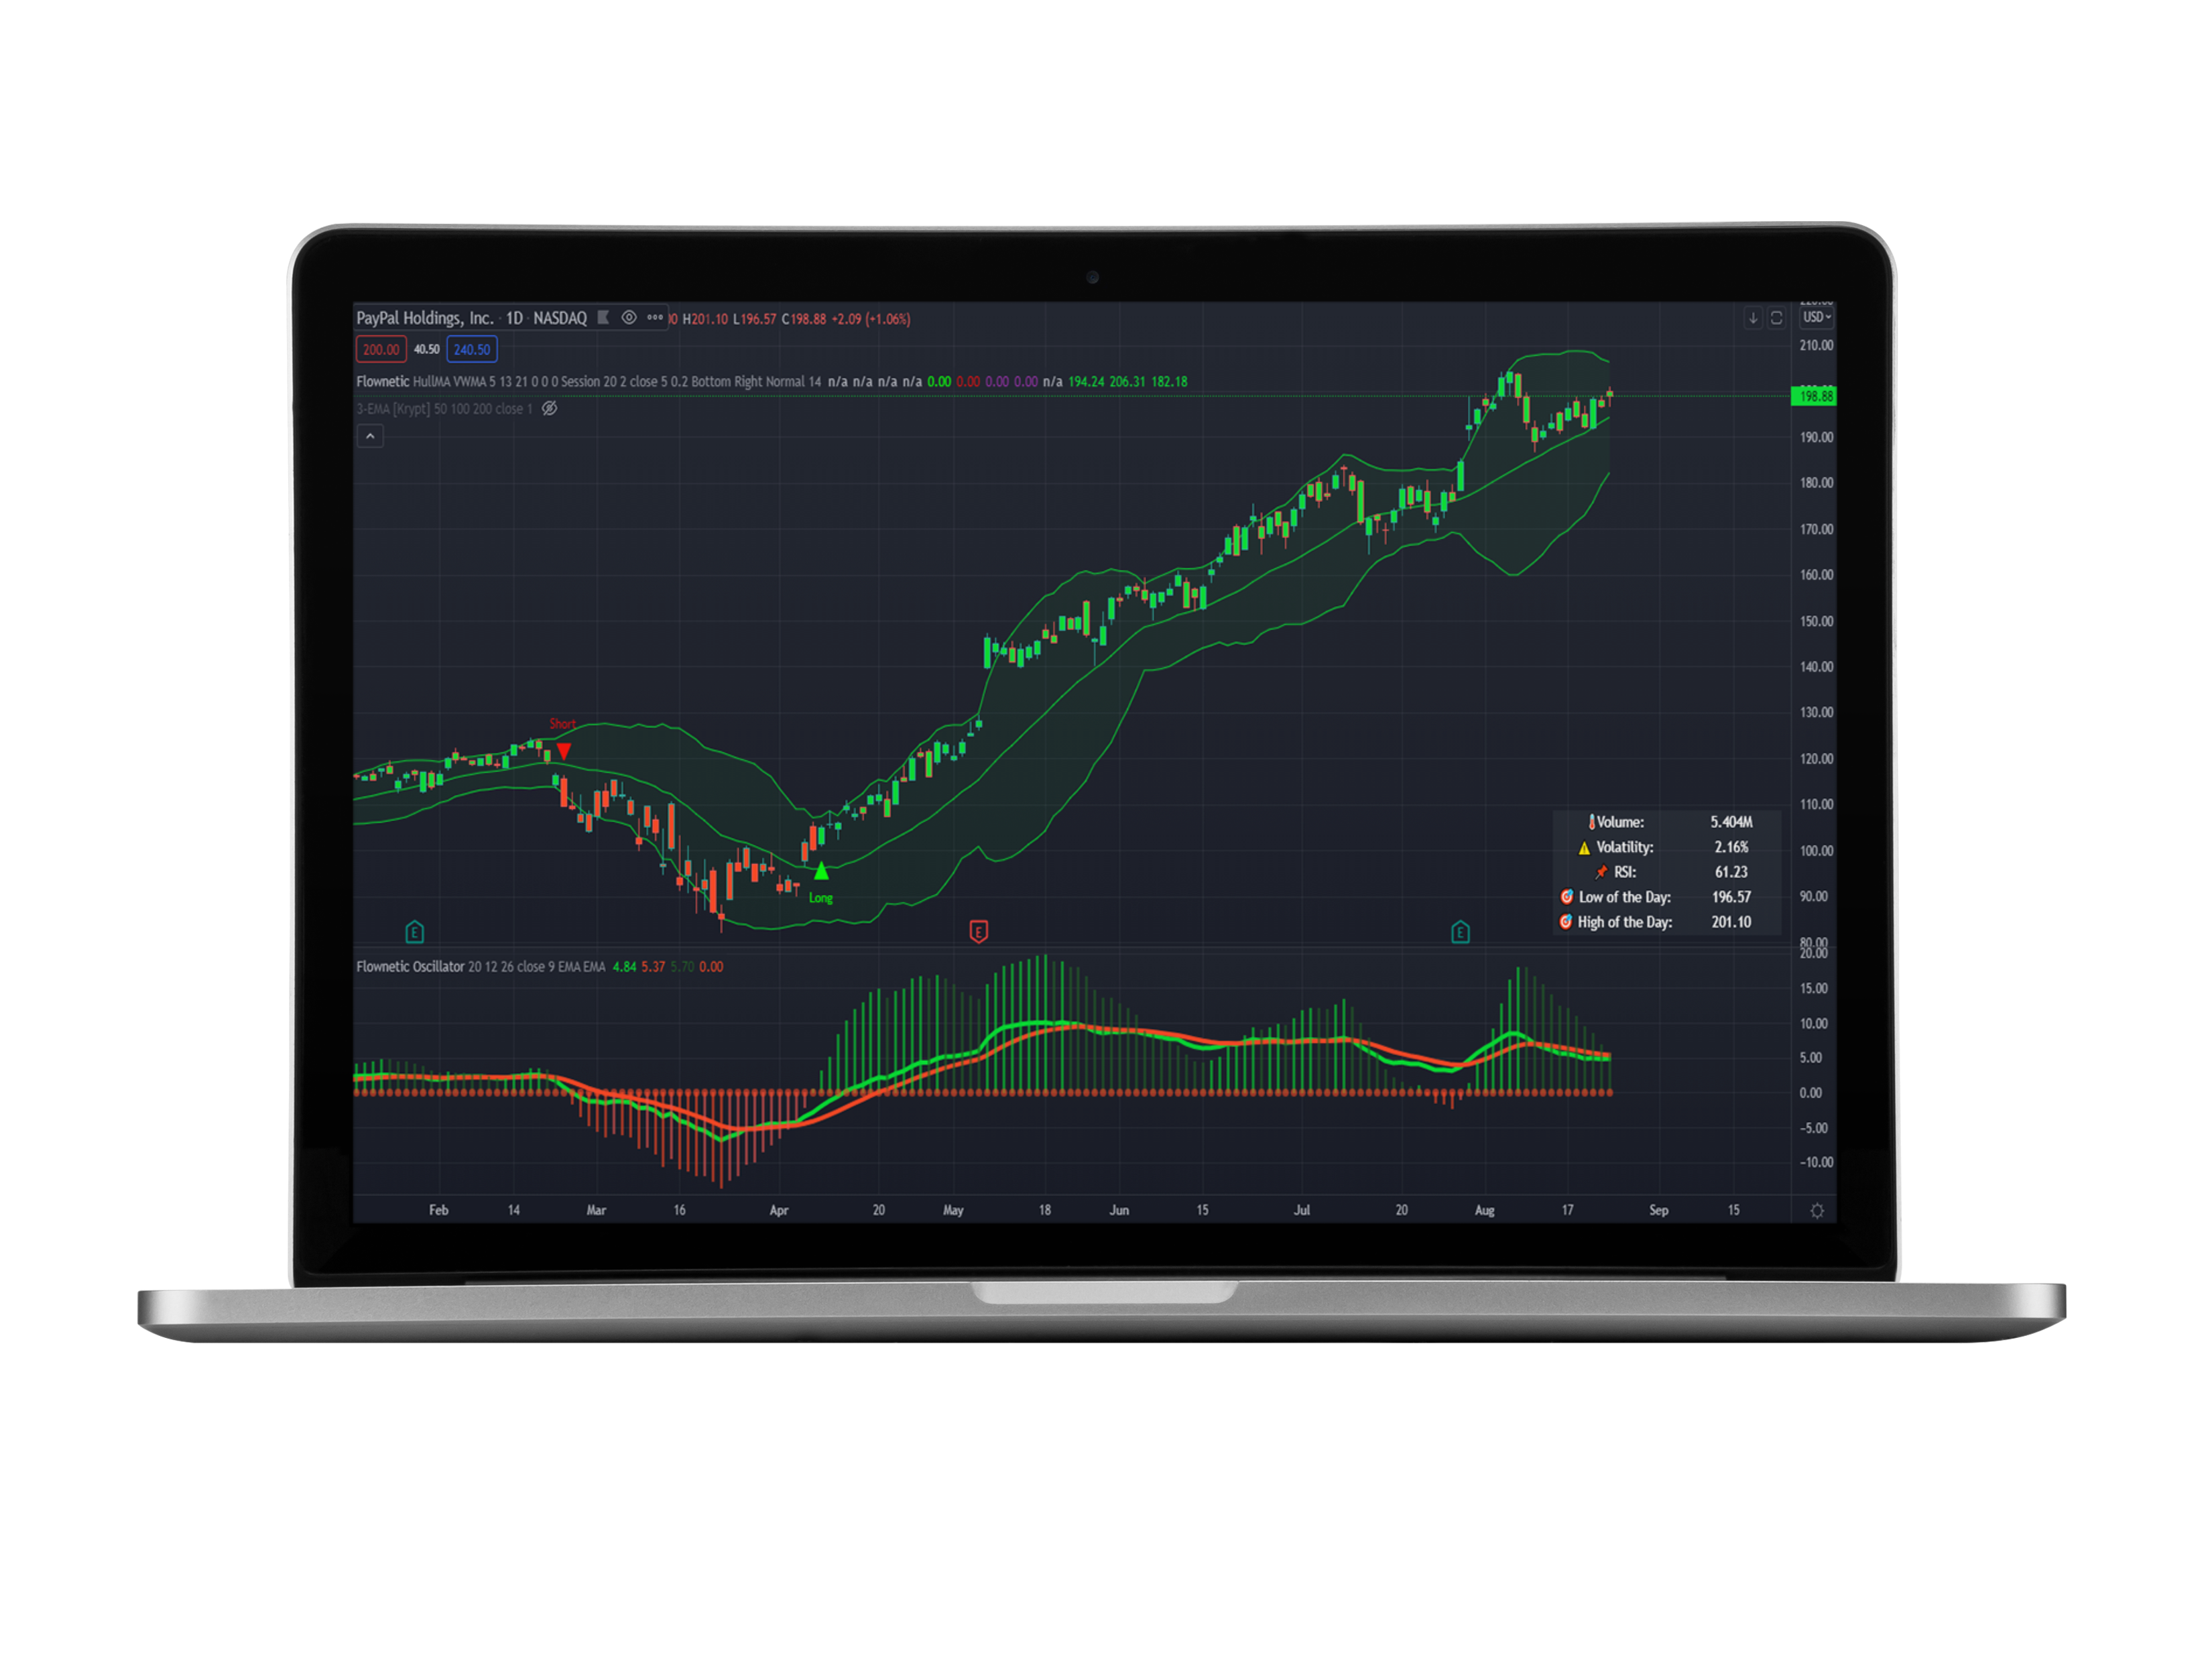 PayPal Holdings, Inc. · 1D · NASDAQ H201.10 L196.57 C198.88 +2.09 (+1.06%)
USD
200.00 40.50 240.50
Flownetic HullMA VWMA 5 13 21 0 0 0 Session 20 2 close 5 0.2 Bottom Right Normal 14 n/a n/a n/a n/a 0.00 0.00 0.00 0.00 n/a 194.24 206.31 182.18
3-EMA [Krypt] 50 100 200 close 1
210.00
198.88
190.00
180.00
170.00
160.00
150.00
140.00
130.00
120.00
110.00
100.00
90.00
80.00
Short
Long
Volume: 5.404M
Volatility: 2.16%
RSI: 61.23
Low of the Day: 196.57
High of the Day: 201.10
E E E
Flownetic Oscillator 20 12 26 close 9 EMA EMA 4.84 5.37 5.70 0.00
20.00
15.00
10.00
5.00
0.00
−5.00
−10.00
Feb 14 Mar 16 Apr 20 May 18 Jun 15 Jul 20 Aug 17 Sep 15